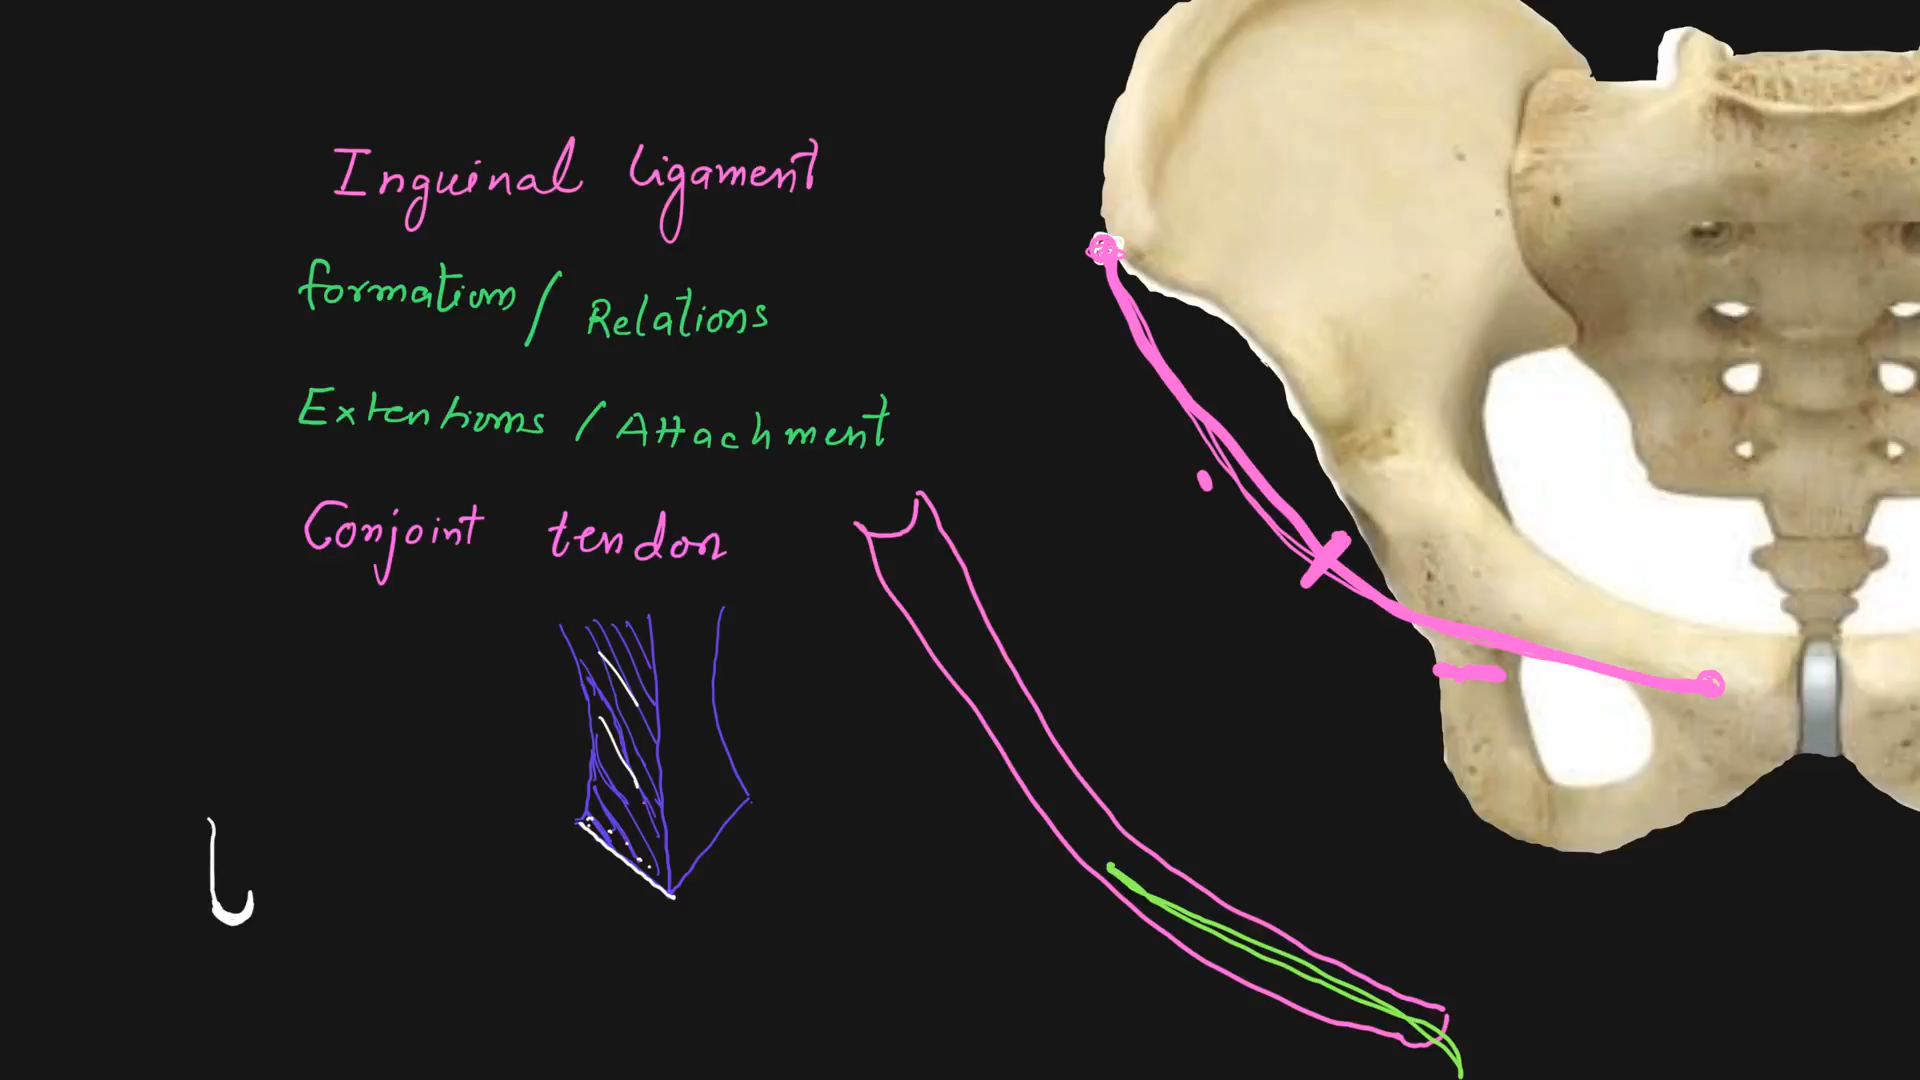 Inguinal ligament
formation / Relations
Extentions / Attachment
Conjoint tendon